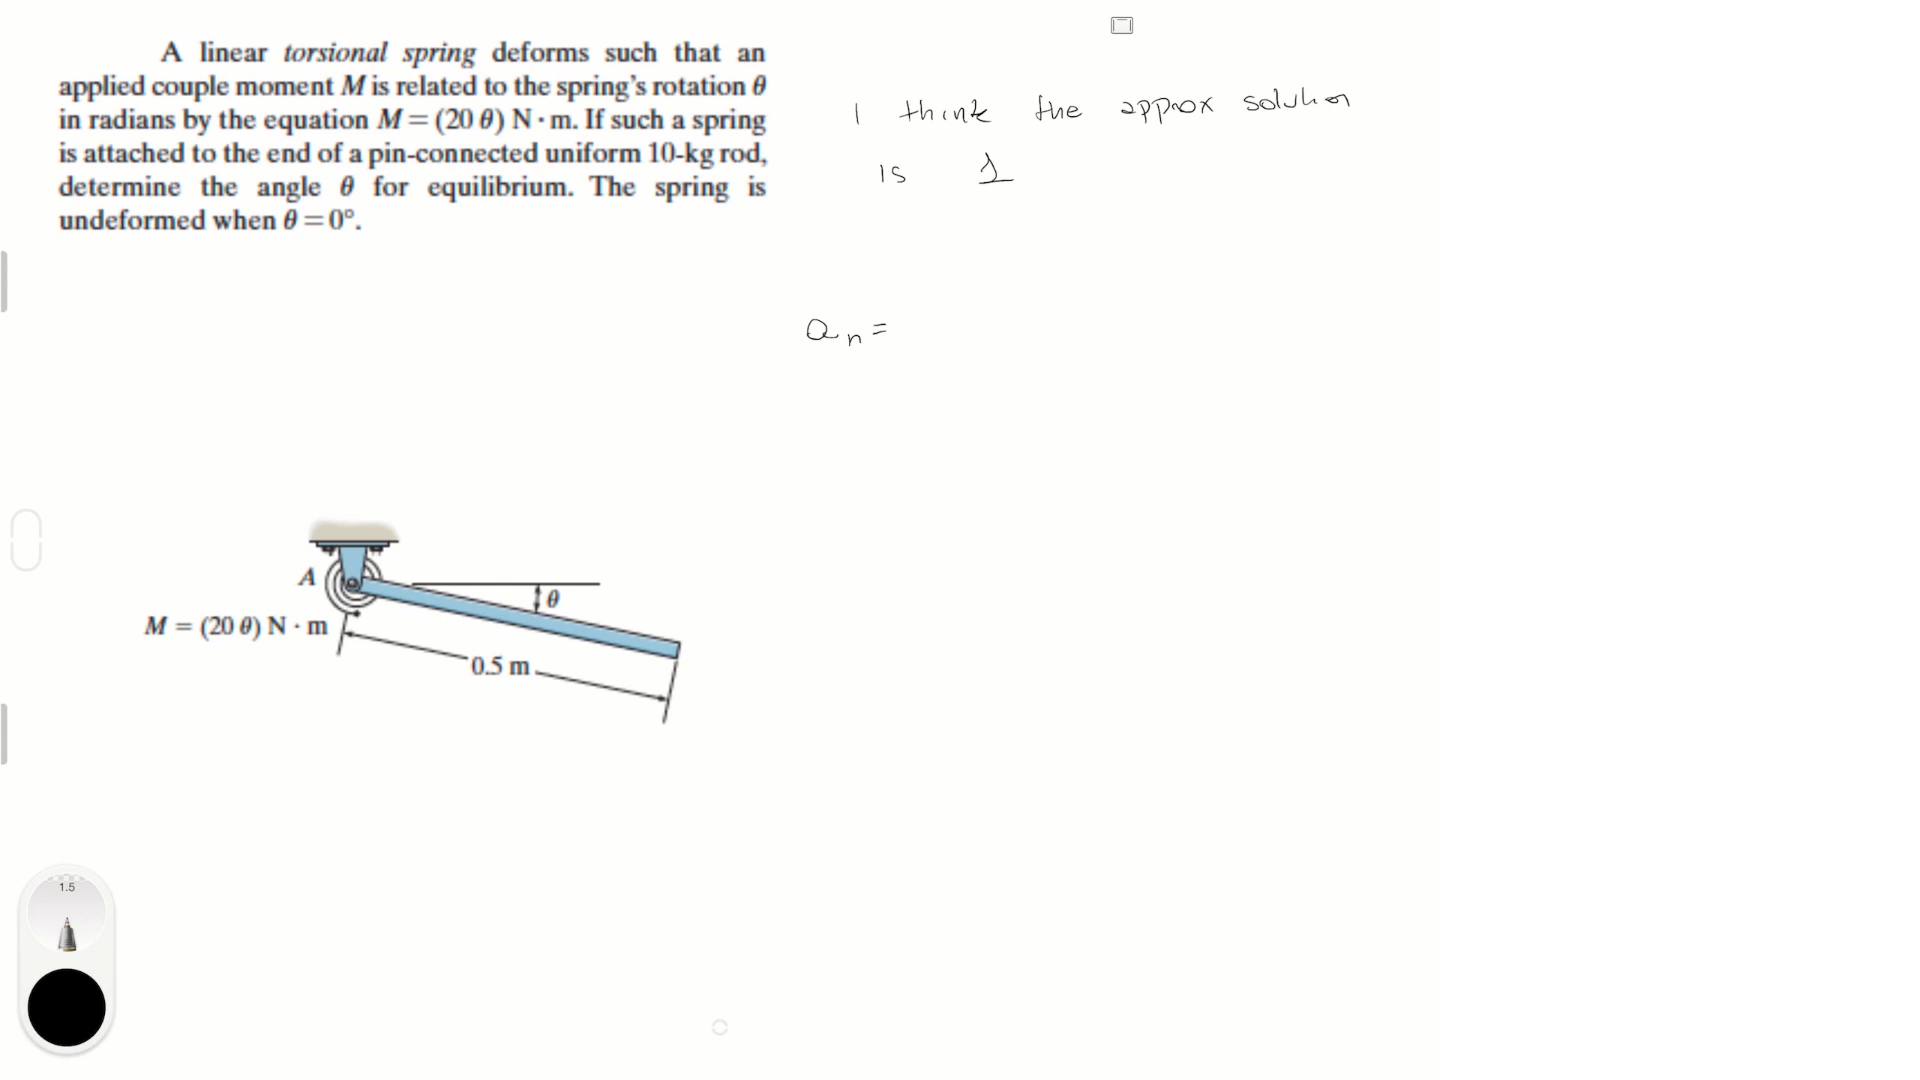 A linear torsional spring deforms such that an
applied couple moment M is related to the spring's rotation θ
in radians by the equation M = (20 θ) N · m. If such a spring
is attached to the end of a pin-connected uniform 10-kg rod,
determine the angle θ for equilibrium. The spring is
undeformed when θ = 0°.
I think the approx solution
is 1
an =
A
θ
M = (20 θ) N · m
0.5 m
1.5